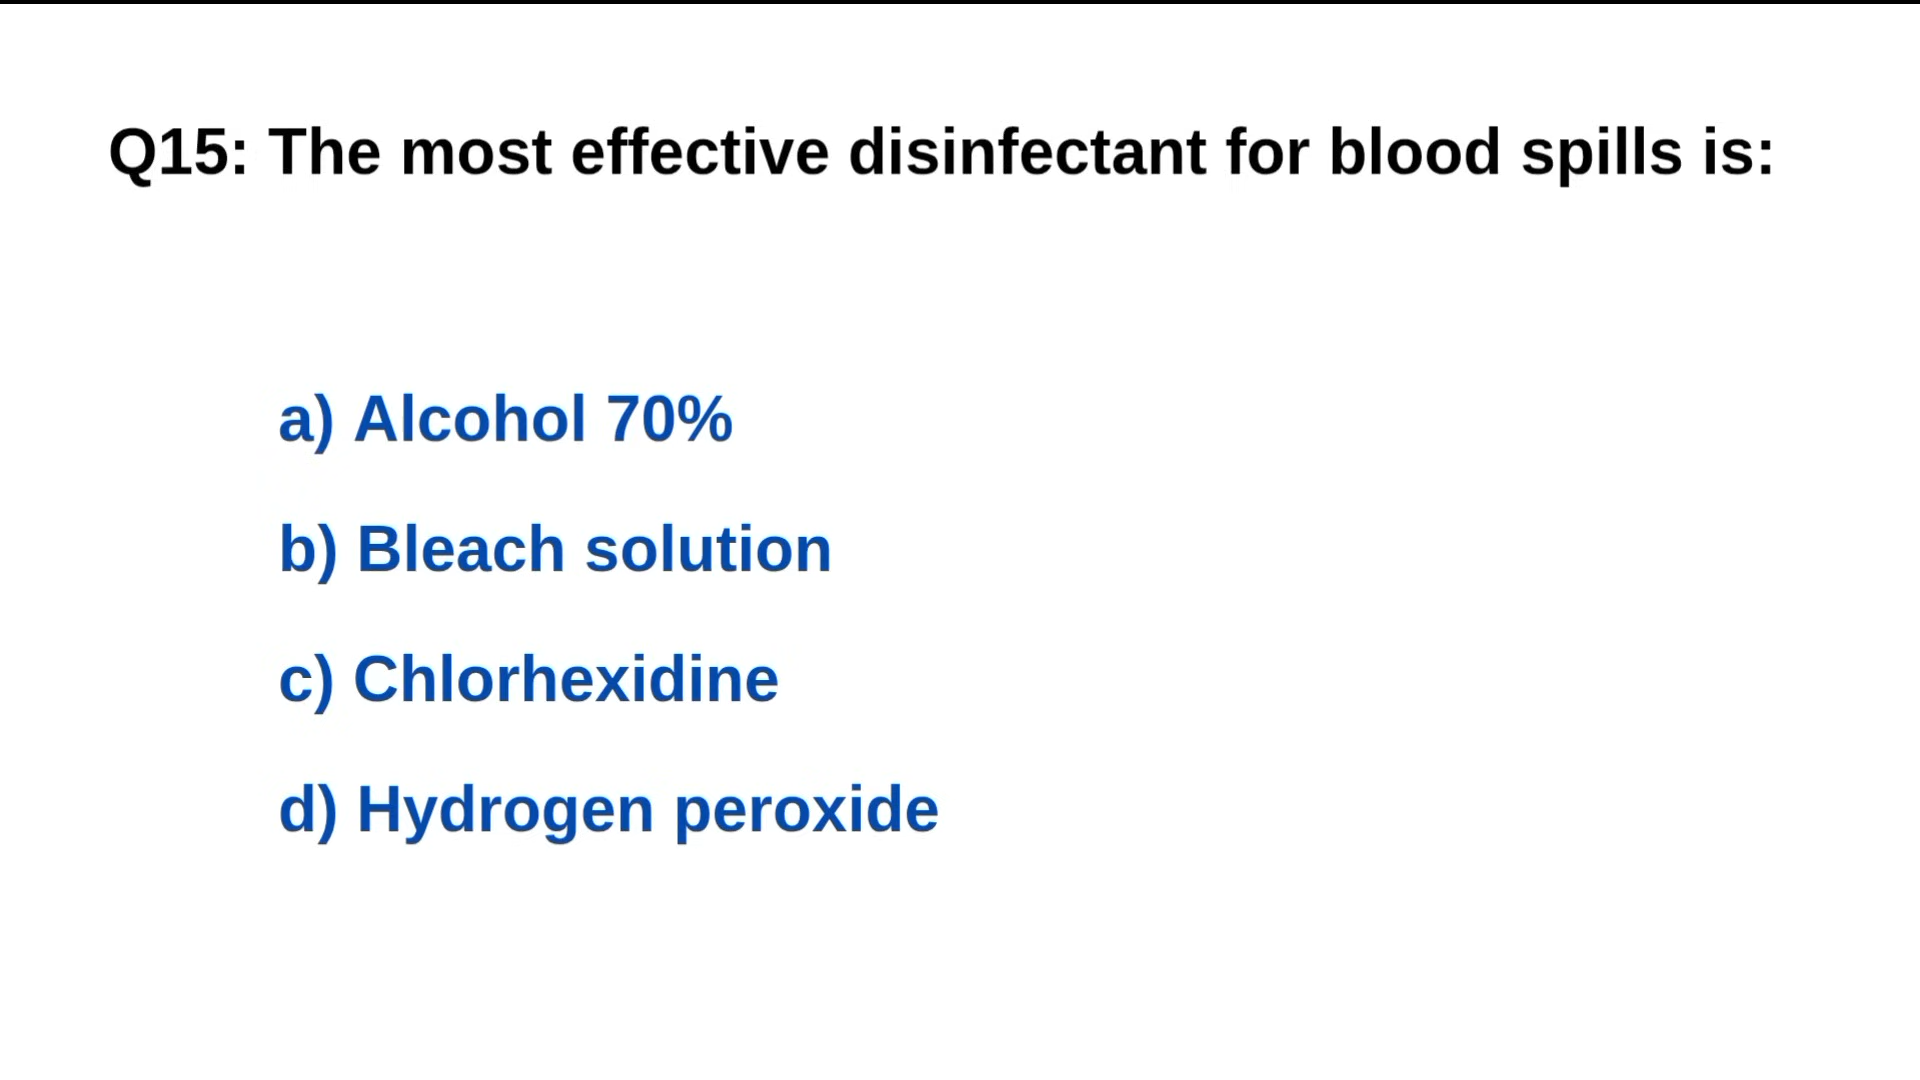 Q15: The most effective disinfectant for blood spills is:
a) Alcohol 70%
b) Bleach solution
c) Chlorhexidine
d) Hydrogen peroxide